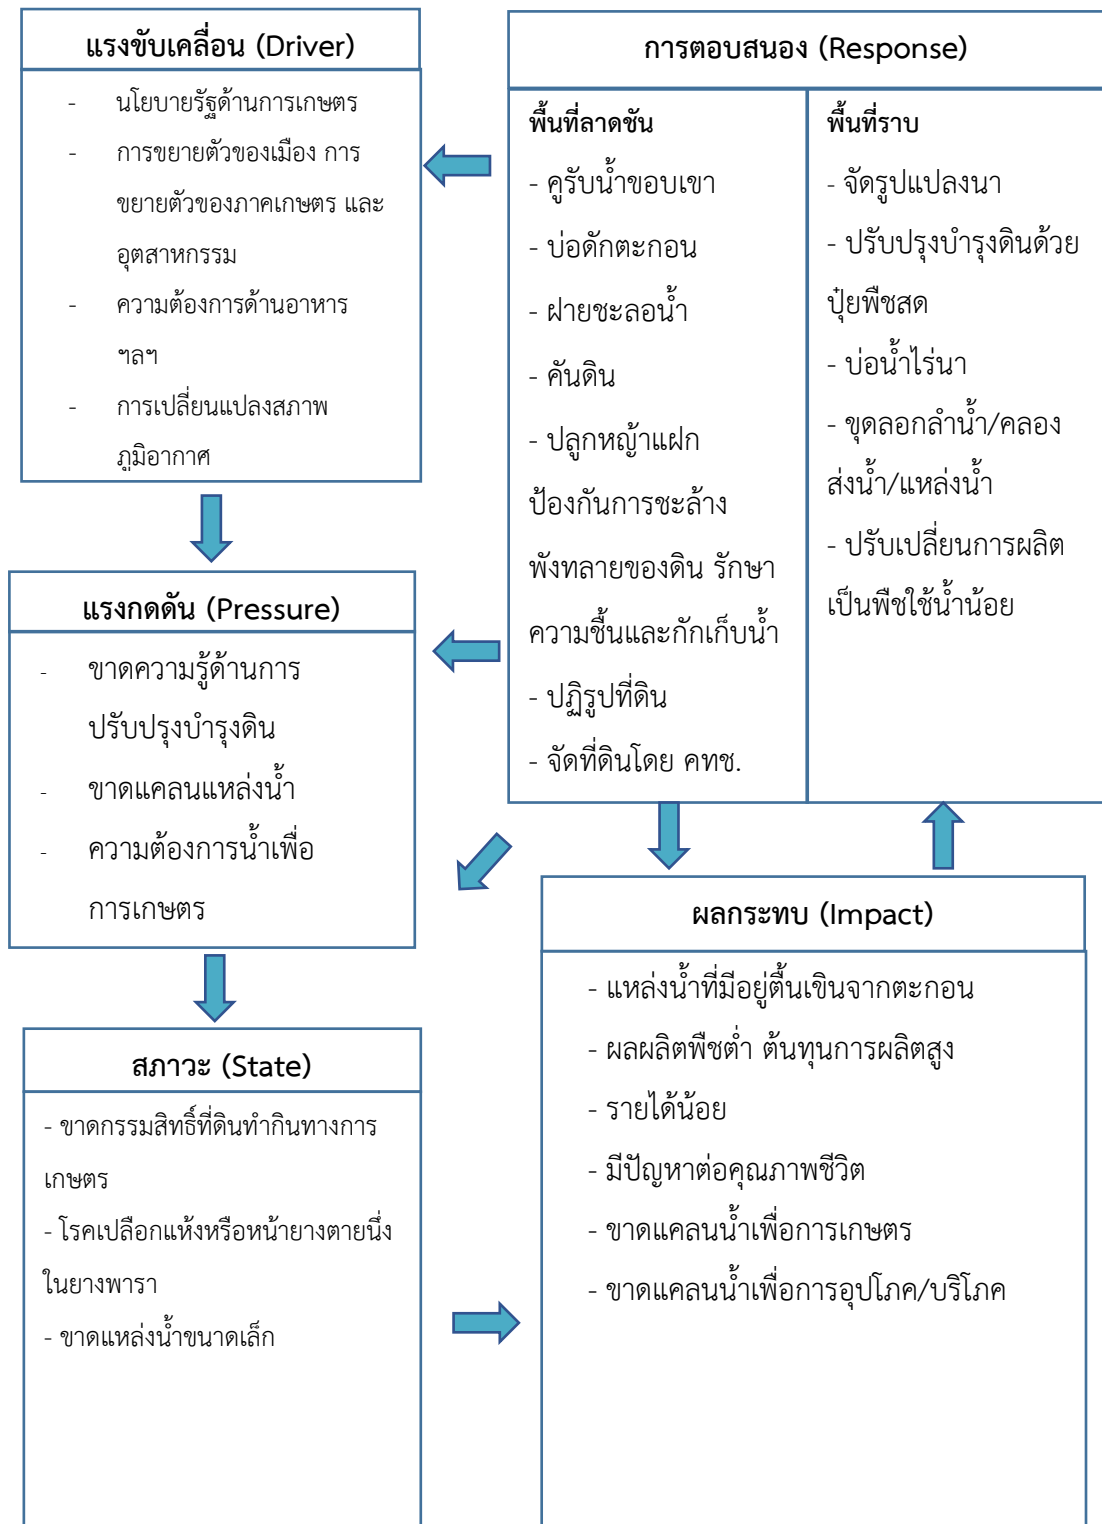 แรงขับเคลื่อน (Driver)
- นโยบายรัฐด้านการเกษตร
- การขยายตัวของเมือง การ
ขยายตัวของภาคเกษตร และ
อุตสาหกรรม
- ความต้องการด้านอาหาร
ฯลฯ
- การเปลี่ยนแปลงสภาพ
ภูมิอากาศ
การตอบสนอง (Response)
พื้นที่ลาดชัน
- คูรับน้ำขอบเขา
- บ่อดักตะกอน
- ฝายชะลอน้ำ
- คันดิน
- ปลูกหญ้าแฝก
ป้องกันการชะล้าง
พังทลายของดิน รักษา
ความชื้นและกักเก็บน้ำ
- ปฏิรูปที่ดิน
- จัดที่ดินโดย คทช.
พื้นที่ราบ
- จัดรูปแปลงนา
- ปรับปรุงบำรุงดินด้วย
ปุ๋ยพืชสด
- บ่อน้ำไร่นา
- ขุดลอกลำน้ำ/คลอง
ส่งน้ำ/แหล่งน้ำ
- ปรับเปลี่ยนการผลิต
เป็นพืชใช้น้ำน้อย
แรงกดดัน (Pressure)
- ขาดความรู้ด้านการ
ปรับปรุงบำรุงดิน
- ขาดแคลนแหล่งน้ำ
- ความต้องการน้ำเพื่อ
การเกษตร
สภาวะ (State)
- ขาดกรรมสิทธิ์ที่ดินทำกินทางการ
เกษตร
- โรคเปลือกแห้งหรือหน้ายางตายนึ่ง
ในยางพารา
- ขาดแหล่งน้ำขนาดเล็ก
ผลกระทบ (Impact)
- แหล่งน้ำที่มีอยู่ตื้นเขินจากตะกอน
- ผลผลิตพืชต่ำ ต้นทุนการผลิตสูง
- รายได้น้อย
- มีปัญหาต่อคุณภาพชีวิต
- ขาดแคลนน้ำเพื่อการเกษตร
- ขาดแคลนน้ำเพื่อการอุปโภค/บริโภค